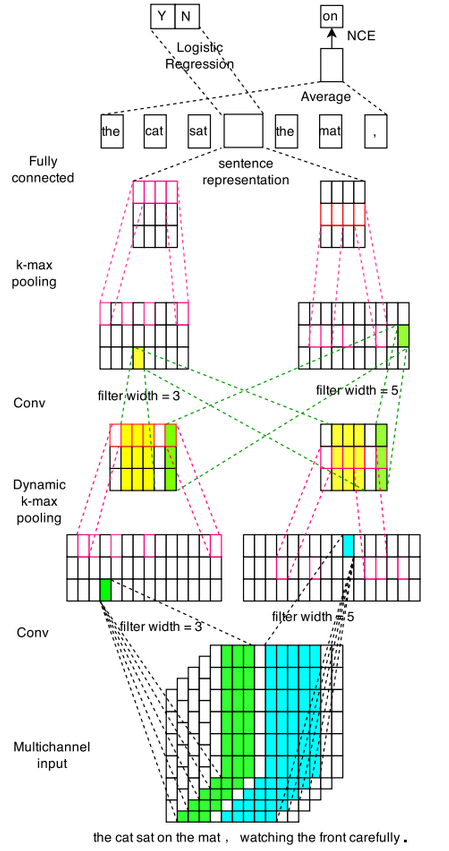 Y N
on
NCE
Logistic
Regression
Average
the cat sat the mat ,
Fully
connected
sentence
representation
k-max
pooling
filter width = 3
filter width = 5
Conv
Dynamic
k-max
pooling
filter width = 3
filter width = 5
Conv
Multichannel
input
the cat sat on the mat , watching the front carefully .